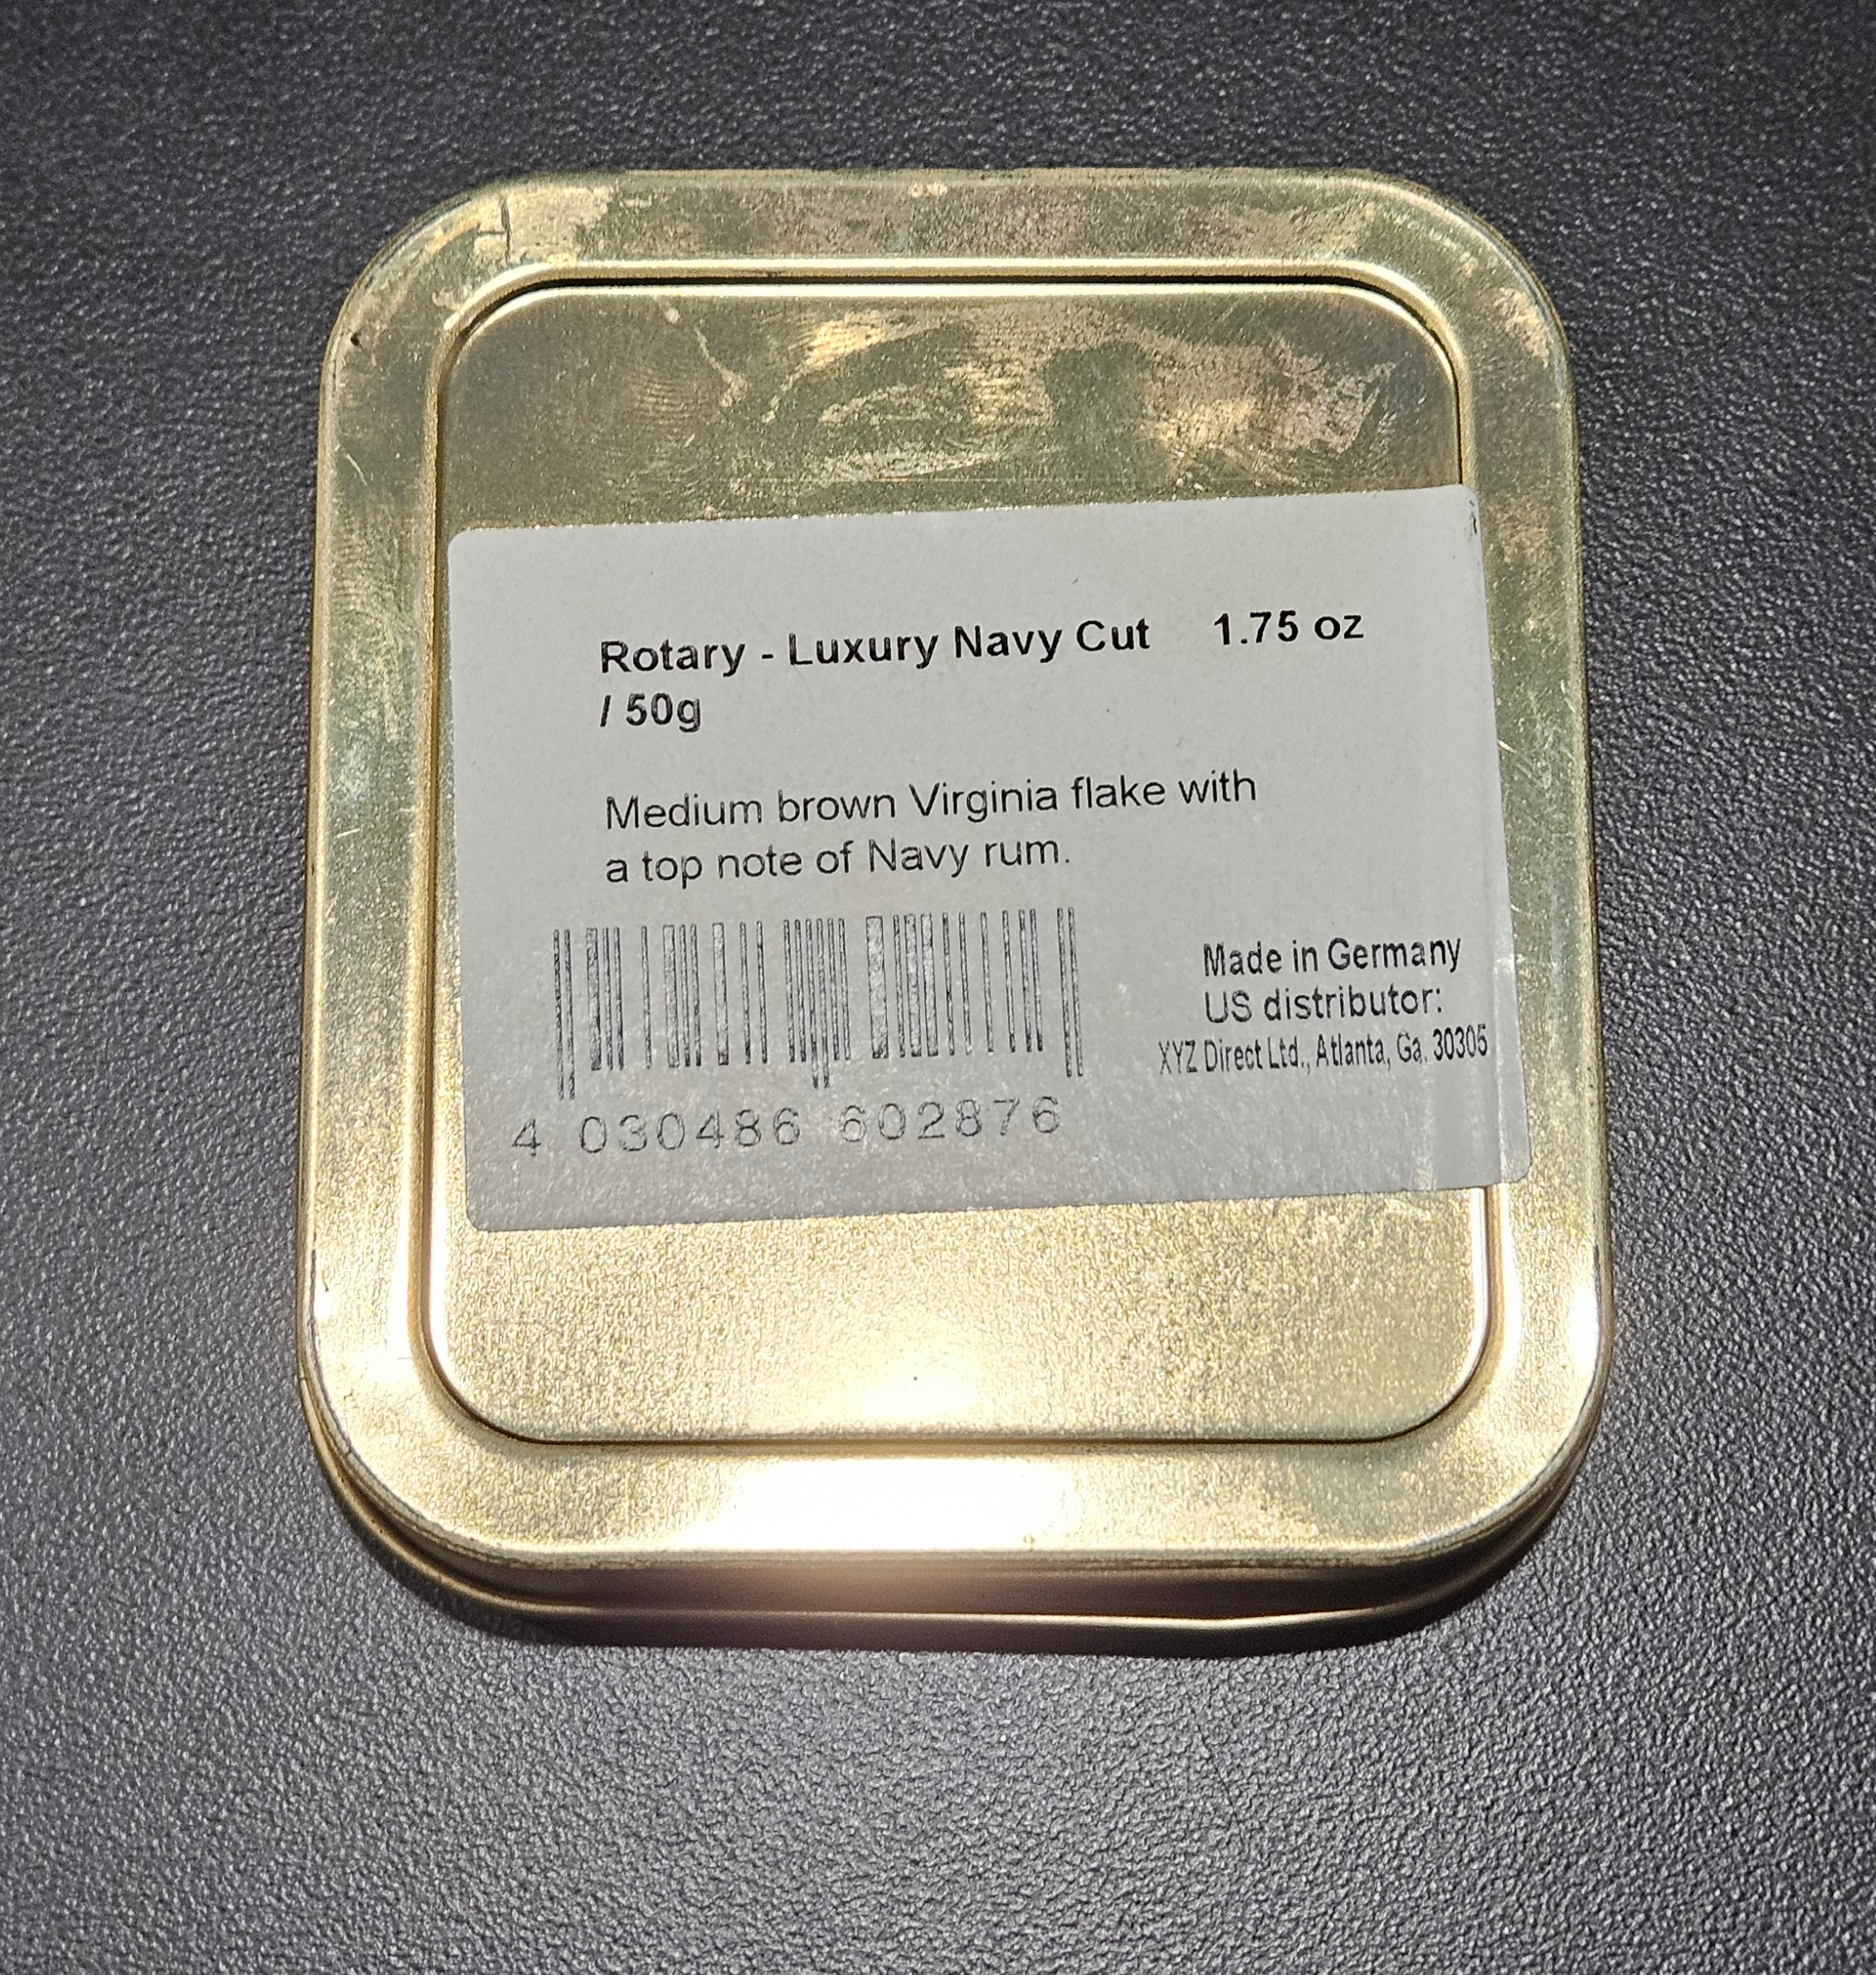 Rotary - Luxury Navy Cut 1.75 oz
/ 50g
Medium brown Virginia flake with
a top note of Navy rum.
Made in Germany
US distributor:
XYZ Direct Ltd., Atlanta, Ga. 30305
4 030486 602876